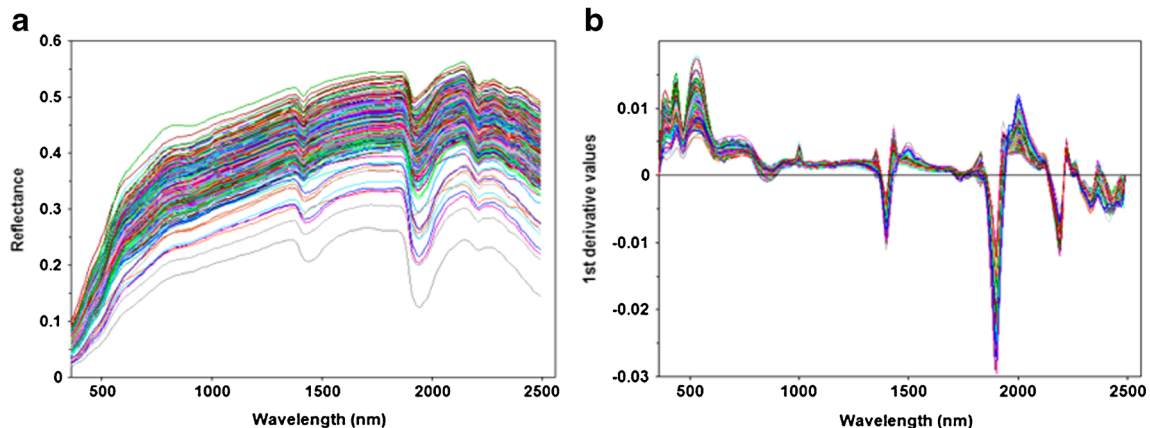 a
0.6
0.5
0.4
0.3
0.2
0.1
0
Reflectance
500 1000 1500 2000 2500
Wavelength (nm)
b
0.01
0
-0.01
-0.02
-0.03
1st derivative values
500 1000 1500 2000 2500
Wavelength (nm)